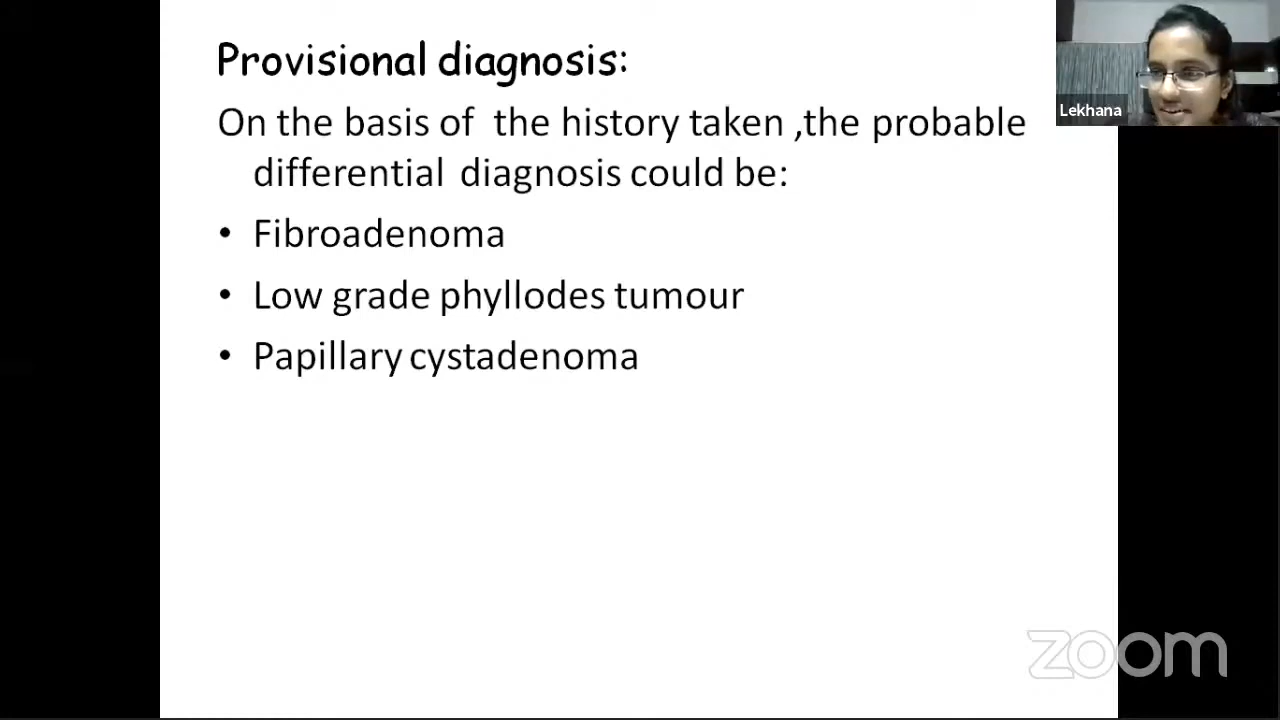 Provisional diagnosis:
On the basis of the history taken ,the probable
differential diagnosis could be:
• Fibroadenoma
• Low grade phyllodes tumour
• Papillary cystadenoma
Lekhana
zoom